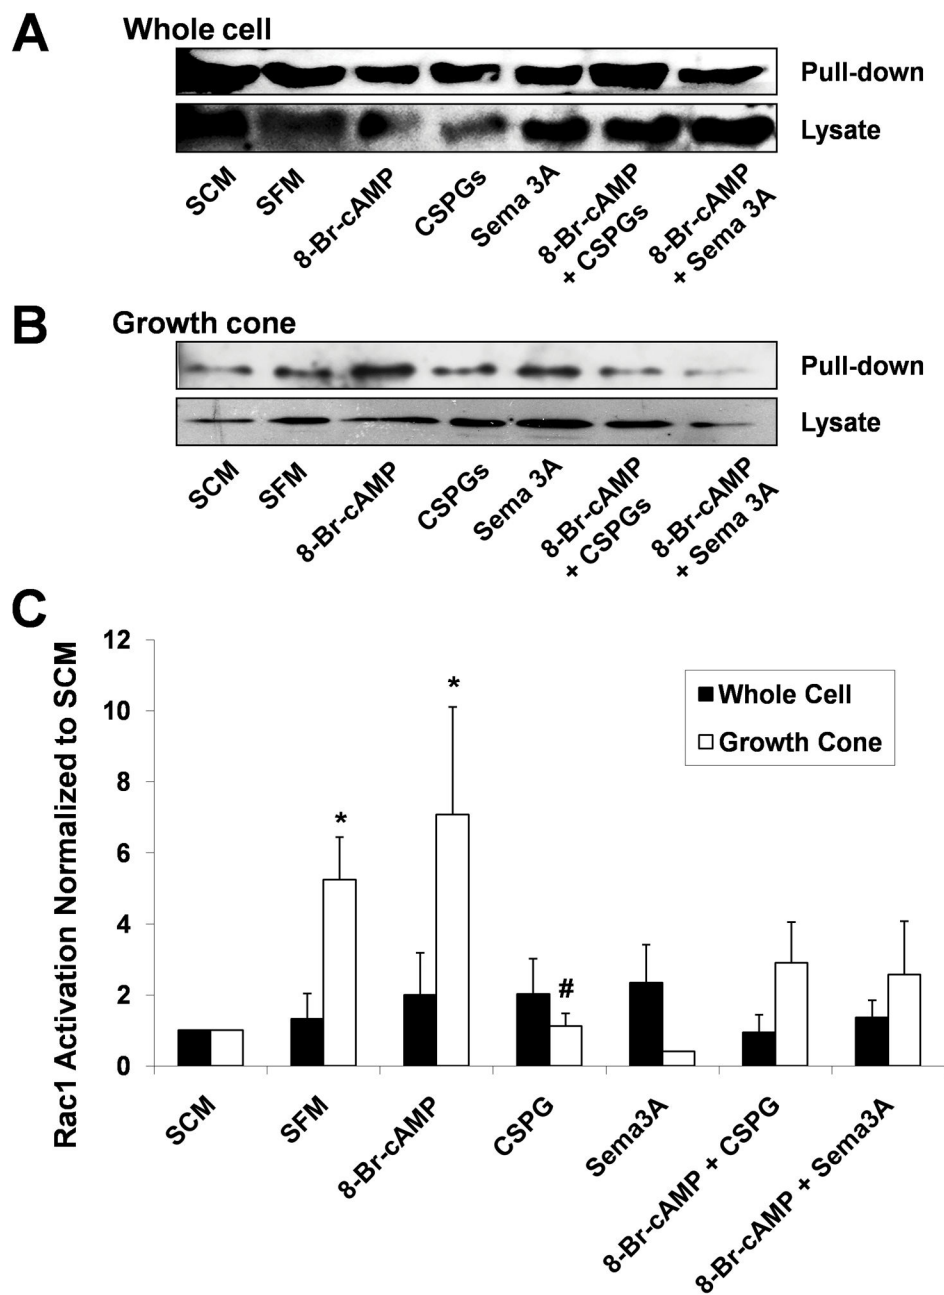 A
Whole cell
Pull-down
Lysate
SCM
SFM
8-Br-cAMP
CSPGs
Sema 3A
8-Br-cAMP
+ CSPGs
8-Br-cAMP
+ Sema 3A
B
Growth cone
Pull-down
Lysate
SCM
SFM
8-Br-cAMP
CSPGs
Sema 3A
8-Br-cAMP
+ CSPGs
8-Br-cAMP
+ Sema 3A
C
Rac1 Activation Normalized to SCM
12
10
8
6
4
2
0
*
*
#
Whole Cell
Growth Cone
SCM
SFM
8-Br-cAMP
CSPG
Sema3A
8-Br-cAMP + CSPG
8-Br-cAMP + Sema3A